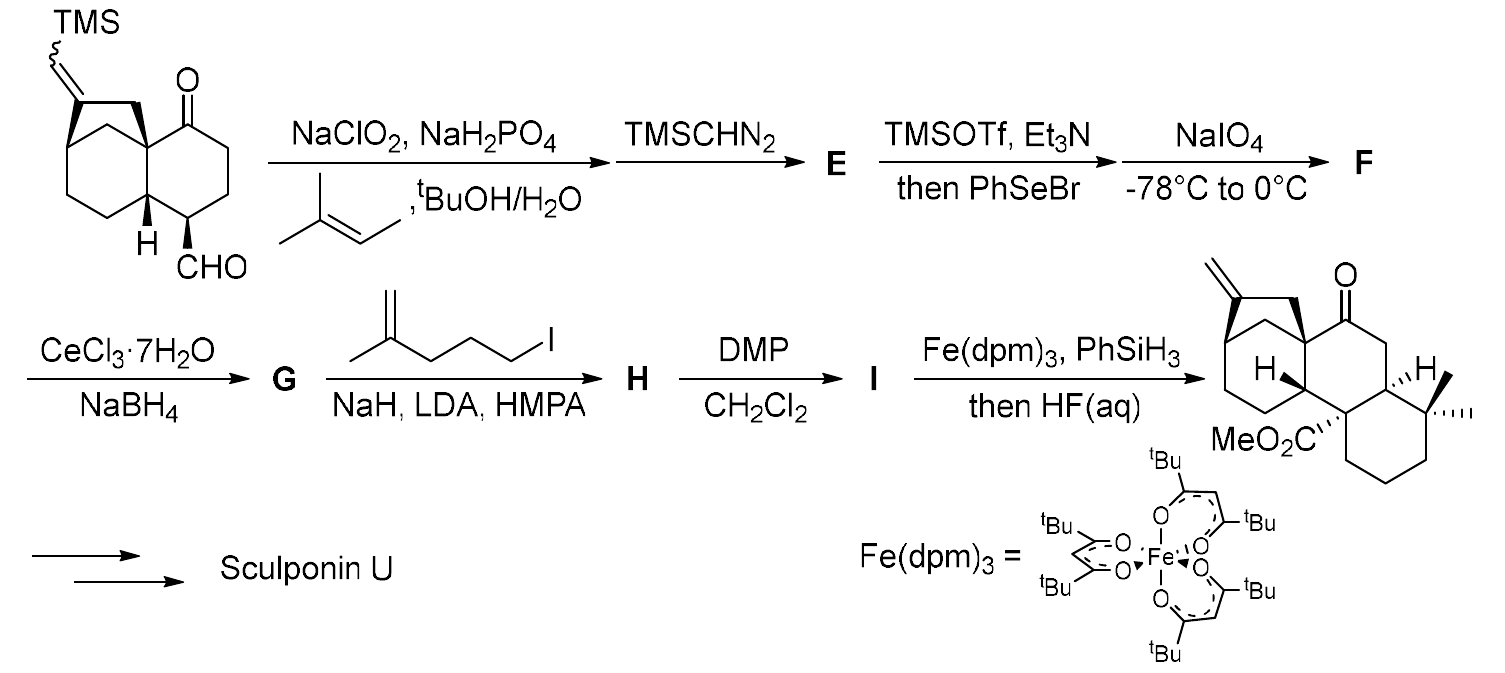 TMS
O
H
CHO
NaClO₂, NaH₂PO₄
,ᵗBuOH/H₂O
TMSCHN₂
E
TMSOTf, Et₃N
then PhSeBr
NaIO₄
-78°C to 0°C
F
CeCl₃·7H₂O
NaBH₄
G
I
NaH, LDA, HMPA
H
DMP
CH₂Cl₂
I
Fe(dpm)₃, PhSiH₃
then HF(aq)
O
H
H
MeO₂C
Sculponin U
Fe(dpm)₃ =
ᵗBu
ᵗBu
O
ᵗBu
O
O
Fe
O
O
O
ᵗBu
ᵗBu
ᵗBu